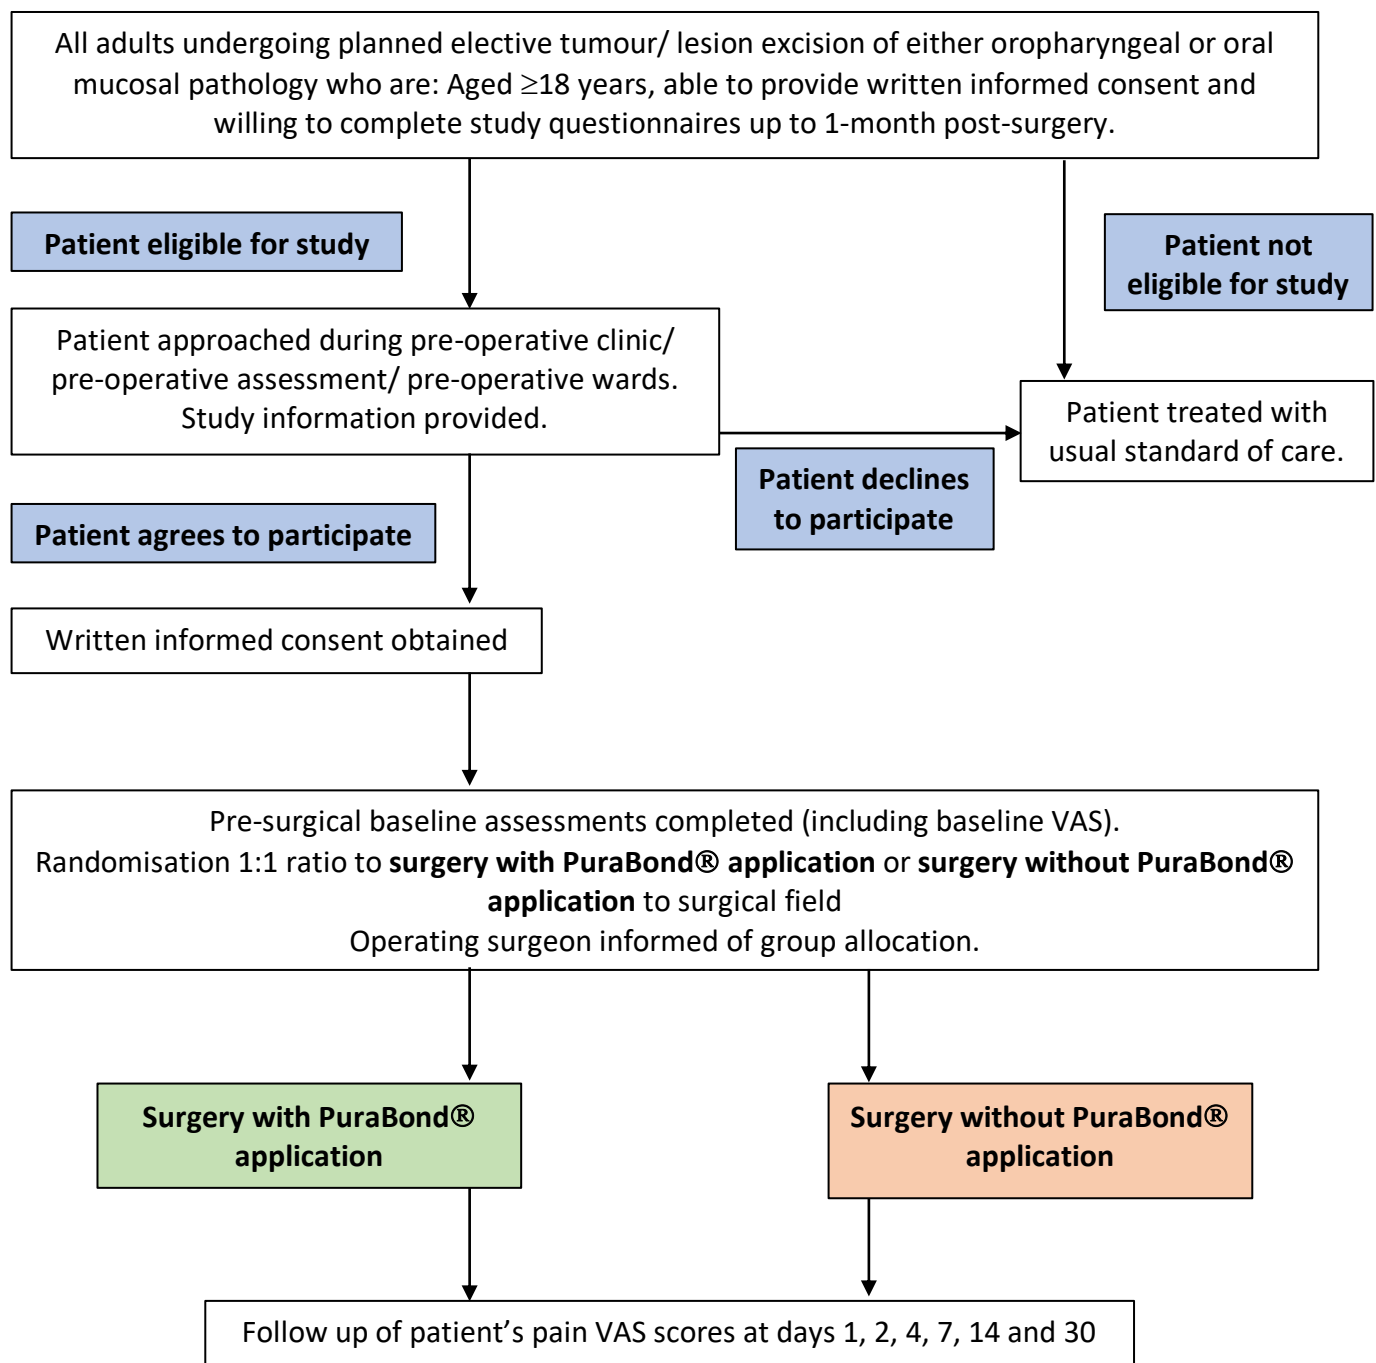 All adults undergoing planned elective tumour/ lesion excision of either oropharyngeal or oral
mucosal pathology who are: Aged ≥18 years, able to provide written informed consent and
willing to complete study questionnaires up to 1-month post-surgery.
Patient eligible for study
Patient not
eligible for study
Patient approached during pre-operative clinic/
pre-operative assessment/ pre-operative wards.
Study information provided.
Patient treated with
usual standard of care.
Patient declines
to participate
Patient agrees to participate
Written informed consent obtained
Pre-surgical baseline assessments completed (including baseline VAS).
Randomisation 1:1 ratio to surgery with PuraBond® application or surgery without PuraBond®
application to surgical field
Operating surgeon informed of group allocation.
Surgery with PuraBond®
application
Surgery without PuraBond®
application
Follow up of patient’s pain VAS scores at days 1, 2, 4, 7, 14 and 30